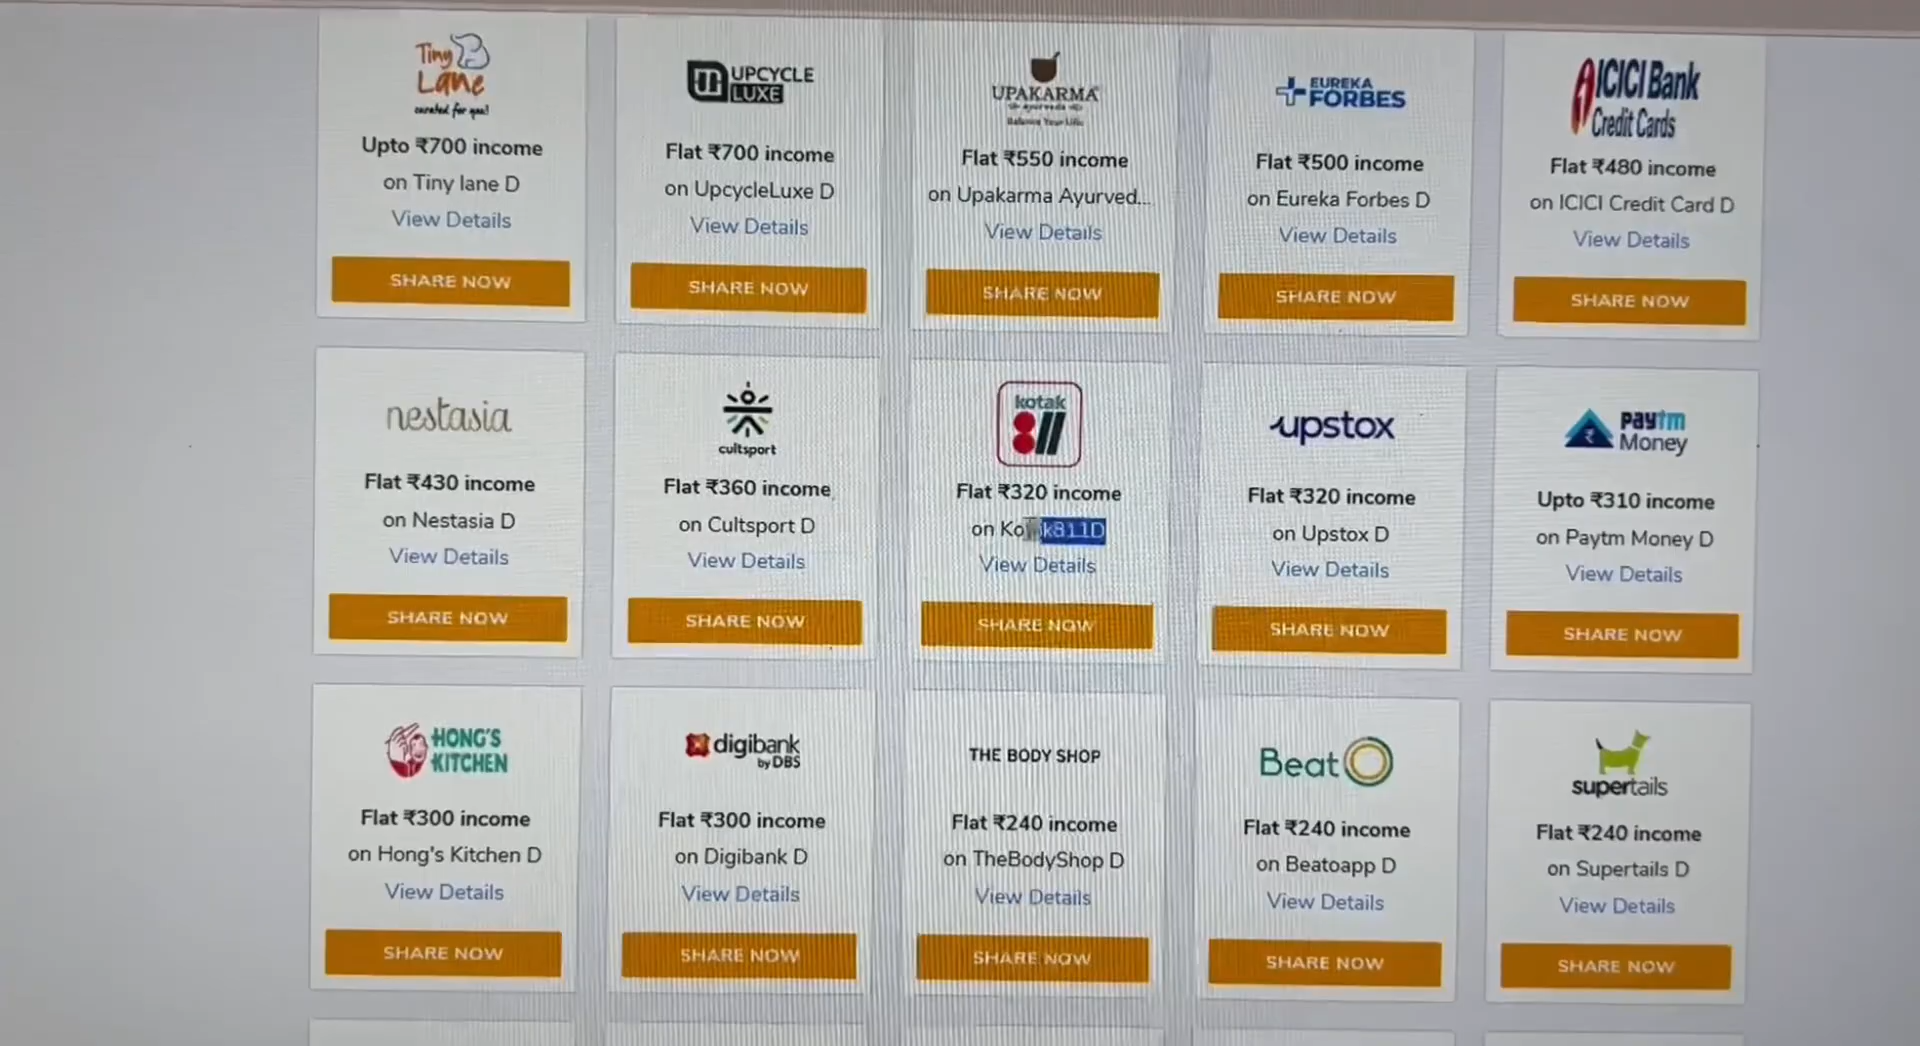 Tiny
Lane
curated for you!
Upto ₹700 income
on Tiny lane D
View Details
SHARE NOW
UPCYCLE
LUXE
Flat ₹700 income
on UpcycleLuxe D
View Details
SHARE NOW
UPAKARMA
ayurveda
Balance Your Life
Flat ₹550 income
on Upakarma Ayurved...
View Details
SHARE NOW
EUREKA
FORBES
Flat ₹500 income
on Eureka Forbes D
View Details
SHARE NOW
ICICI Bank
Credit Cards
Flat ₹480 income
on ICICI Credit Card D
View Details
SHARE NOW
nestasia
Flat ₹430 income
on Nestasia D
View Details
SHARE NOW
cultsport
Flat ₹360 income
on Cultsport D
View Details
SHARE NOW
kotak
811
Flat ₹320 income
on Kotak811D
View Details
SHARE NOW
upstox
Flat ₹320 income
on Upstox D
View Details
SHARE NOW
paytm
Money
Upto ₹310 income
on Paytm Money D
View Details
SHARE NOW
HONG'S
KITCHEN
Flat ₹300 income
on Hong's Kitchen D
View Details
SHARE NOW
digibank
by DBS
Flat ₹300 income
on Digibank D
View Details
SHARE NOW
THE BODY SHOP
Flat ₹240 income
on TheBodyShop D
View Details
SHARE NOW
BeatO
Flat ₹240 income
on Beatoapp D
View Details
SHARE NOW
supertails
Flat ₹240 income
on Supertails D
View Details
SHARE NOW